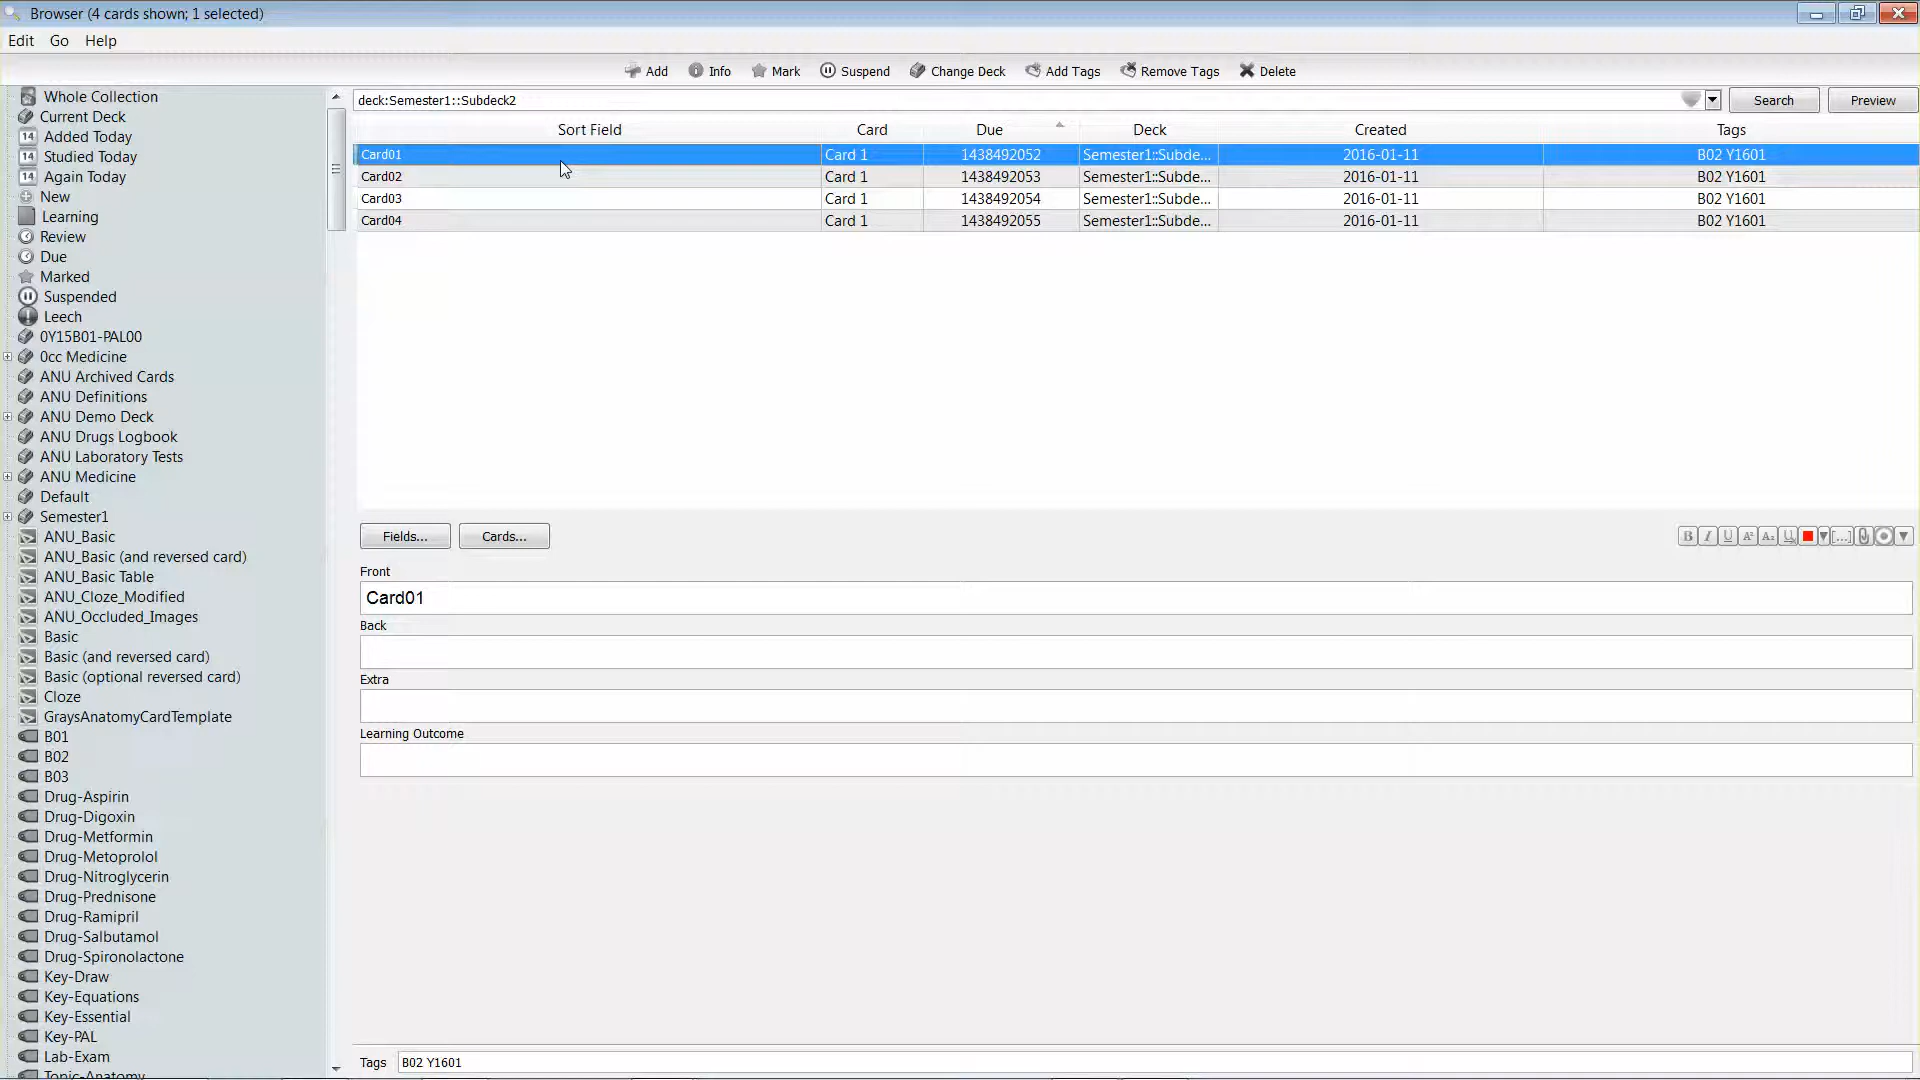 Browser (4 cards shown; 1 selected)
Edit Go Help
Add Info Mark Suspend Change Deck Add Tags Remove Tags Delete
Whole Collection
Current Deck
14 Added Today
14 Studied Today
14 Again Today
New
Learning
Review
Due
Marked
Suspended
Leech
0Y15B01-PAL00
0cc Medicine
ANU Archived Cards
ANU Definitions
ANU Demo Deck
ANU Drugs Logbook
ANU Laboratory Tests
ANU Medicine
Default
Semester1
ANU_Basic
ANU_Basic (and reversed card)
ANU_Basic Table
ANU_Cloze_Modified
ANU_Occluded_Images
Basic
Basic (and reversed card)
Basic (optional reversed card)
Cloze
GraysAnatomyCardTemplate
B01
B02
B03
Drug-Aspirin
Drug-Digoxin
Drug-Metformin
Drug-Metoprolol
Drug-Nitroglycerin
Drug-Prednisone
Drug-Ramipril
Drug-Salbutamol
Drug-Spironolactone
Key-Draw
Key-Equations
Key-Essential
Key-PAL
Lab-Exam
Topic-Anatomy
deck:Semester1::Subdeck2 Search Preview
Sort Field Card Due Deck Created Tags
Card01 Card 1 1438492052 Semester1::Subde... 2016-01-11 B02 Y1601
Card02 Card 1 1438492053 Semester1::Subde... 2016-01-11 B02 Y1601
Card03 Card 1 1438492054 Semester1::Subde... 2016-01-11 B02 Y1601
Card04 Card 1 1438492055 Semester1::Subde... 2016-01-11 B02 Y1601
Fields... Cards... B I U A² A₂ U [...]
Front
Card01
Back
Extra
Learning Outcome
Tags B02 Y1601